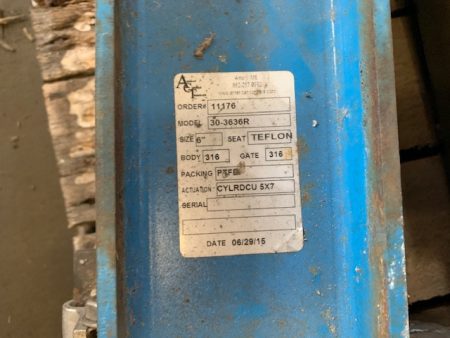 ORDER# 11176
MODEL 30-3636R
SIZE 6" SEAT TEFLON
BODY 316 GATE 316
PACKING PTFE
ACTUATION CYLRDCU 5X7
SERIAL
DATE 06/29/15